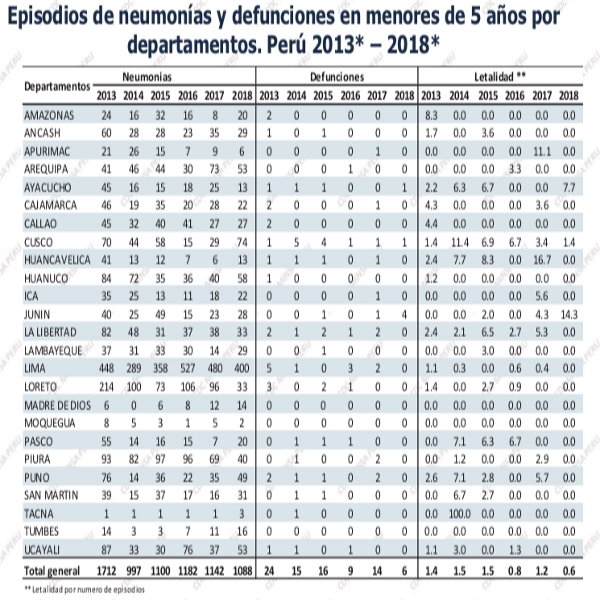 Episodios de neumonías y defunciones en menores de 5 años por
departamentos. Perú 2013* – 2018*
Departamentos Neumonias Defunciones Letalidad **
2013 2014 2015 2016 2017 2018 2013 2014 2015 2016 2017 2018 2013 2014 2015 2016 2017 2018
AMAZONAS 24 16 32 16 8 20 2 0 0 0 0 0 8.3 0.0 0.0 0.0 0.0 0.0
ANCASH 60 28 28 23 35 29 1 0 1 0 0 0 1.7 0.0 3.6 0.0 0.0 0.0
APURIMAC 21 26 15 7 9 6 0 0 0 0 1 0 0.0 0.0 0.0 0.0 11.1 0.0
AREQUIPA 41 46 44 30 73 53 0 0 0 1 0 0 0.0 0.0 0.0 3.3 0.0 0.0
AYACUCHO 45 16 15 18 25 13 1 1 1 0 0 1 2.2 6.3 6.7 0.0 0.0 7.7
CAJAMARCA 46 19 35 20 28 22 2 0 0 0 1 0 4.3 0.0 0.0 0.0 3.6 0.0
CALLAO 45 32 40 41 27 27 2 0 0 0 0 0 4.4 0.0 0.0 0.0 0.0 0.0
CUSCO 70 44 58 15 29 74 1 5 4 1 1 1 1.4 11.4 6.9 6.7 3.4 1.4
HUANCAVELICA 41 13 12 7 6 13 1 1 1 0 1 0 2.4 7.7 8.3 0.0 16.7 0.0
HUANUCO 84 72 35 36 40 58 1 0 0 0 0 0 1.2 0.0 0.0 0.0 0.0 0.0
ICA 35 25 13 11 18 22 0 0 0 0 1 0 0.0 0.0 0.0 0.0 5.6 0.0
JUNIN 40 25 49 15 23 28 0 0 1 0 1 4 0.0 0.0 2.0 0.0 4.3 14.3
LA LIBERTAD 82 48 31 37 38 33 2 1 2 1 2 0 2.4 2.1 6.5 2.7 5.3 0.0
LAMBAYEQUE 37 31 33 30 14 29 0 0 1 0 0 0 0.0 0.0 3.0 0.0 0.0 0.0
LIMA 448 289 358 527 480 400 5 1 0 3 2 0 1.1 0.3 0.0 0.6 0.4 0.0
LORETO 214 100 73 106 96 33 3 0 2 1 0 0 1.4 0.0 2.7 0.9 0.0 0.0
MADRE DE DIOS 6 0 6 8 12 14 0 0 0 0 0 0 0.0 0.0 0.0 0.0 0.0 0.0
MOQUEGUA 8 5 3 1 5 2 0 0 0 0 0 0 0.0 0.0 0.0 0.0 0.0 0.0
PASCO 55 14 16 15 7 20 0 1 1 1 0 0 0.0 7.1 6.3 6.7 0.0 0.0
PIURA 93 82 97 96 69 40 0 1 0 0 2 0 0.0 1.2 0.0 0.0 2.9 0.0
PUNO 76 14 36 22 35 49 2 1 1 0 2 0 2.6 7.1 2.8 0.0 5.7 0.0
SAN MARTIN 39 15 37 17 16 31 0 1 1 0 0 0 0.0 6.7 2.7 0.0 0.0 0.0
TACNA 1 1 1 1 1 3 0 1 0 0 0 0 0.0 100.0 0.0 0.0 0.0 0.0
TUMBES 14 3 3 7 11 16 0 0 0 0 0 0 0.0 0.0 0.0 0.0 0.0 0.0
UCAYALI 87 33 30 76 37 53 1 1 0 1 0 0 1.1 3.0 0.0 1.3 0.0 0.0
Total general 1712 997 1100 1182 1142 1088 24 15 16 9 14 6 1.4 1.5 1.5 0.8 1.2 0.6
** Letalidad por numero de episodios